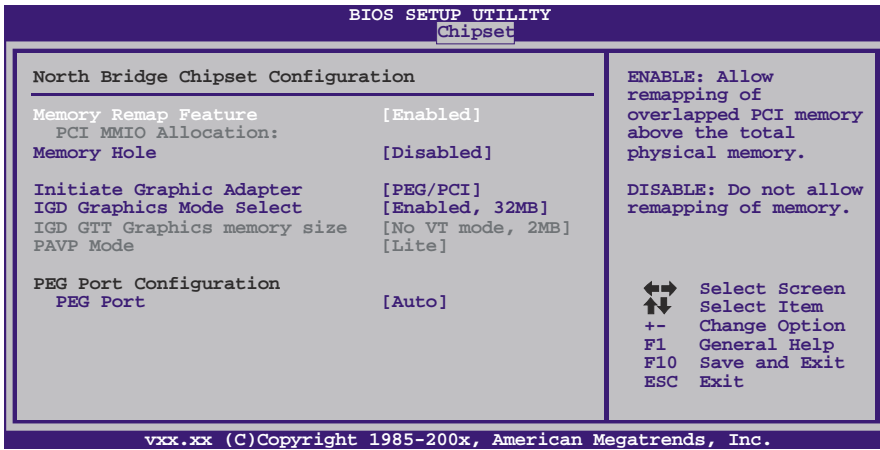 BIOS SETUP UTILITY
Chipset
North Bridge Chipset Configuration
Memory Remap Feature [Enabled]
PCI MMIO Allocation:
Memory Hole [Disabled]
Initiate Graphic Adapter [PEG/PCI]
IGD Graphics Mode Select [Enabled, 32MB]
IGD GTT Graphics memory size [No VT mode, 2MB]
PAVP Mode [Lite]
PEG Port Configuration
PEG Port [Auto]
ENABLE: Allow
remapping of
overlapped PCI memory
above the total
physical memory.
DISABLE: Do not allow
remapping of memory.
Select Screen
Select Item
+- Change Option
F1 General Help
F10 Save and Exit
ESC Exit
vxx.xx (C)Copyright 1985-200x, American Megatrends, Inc.